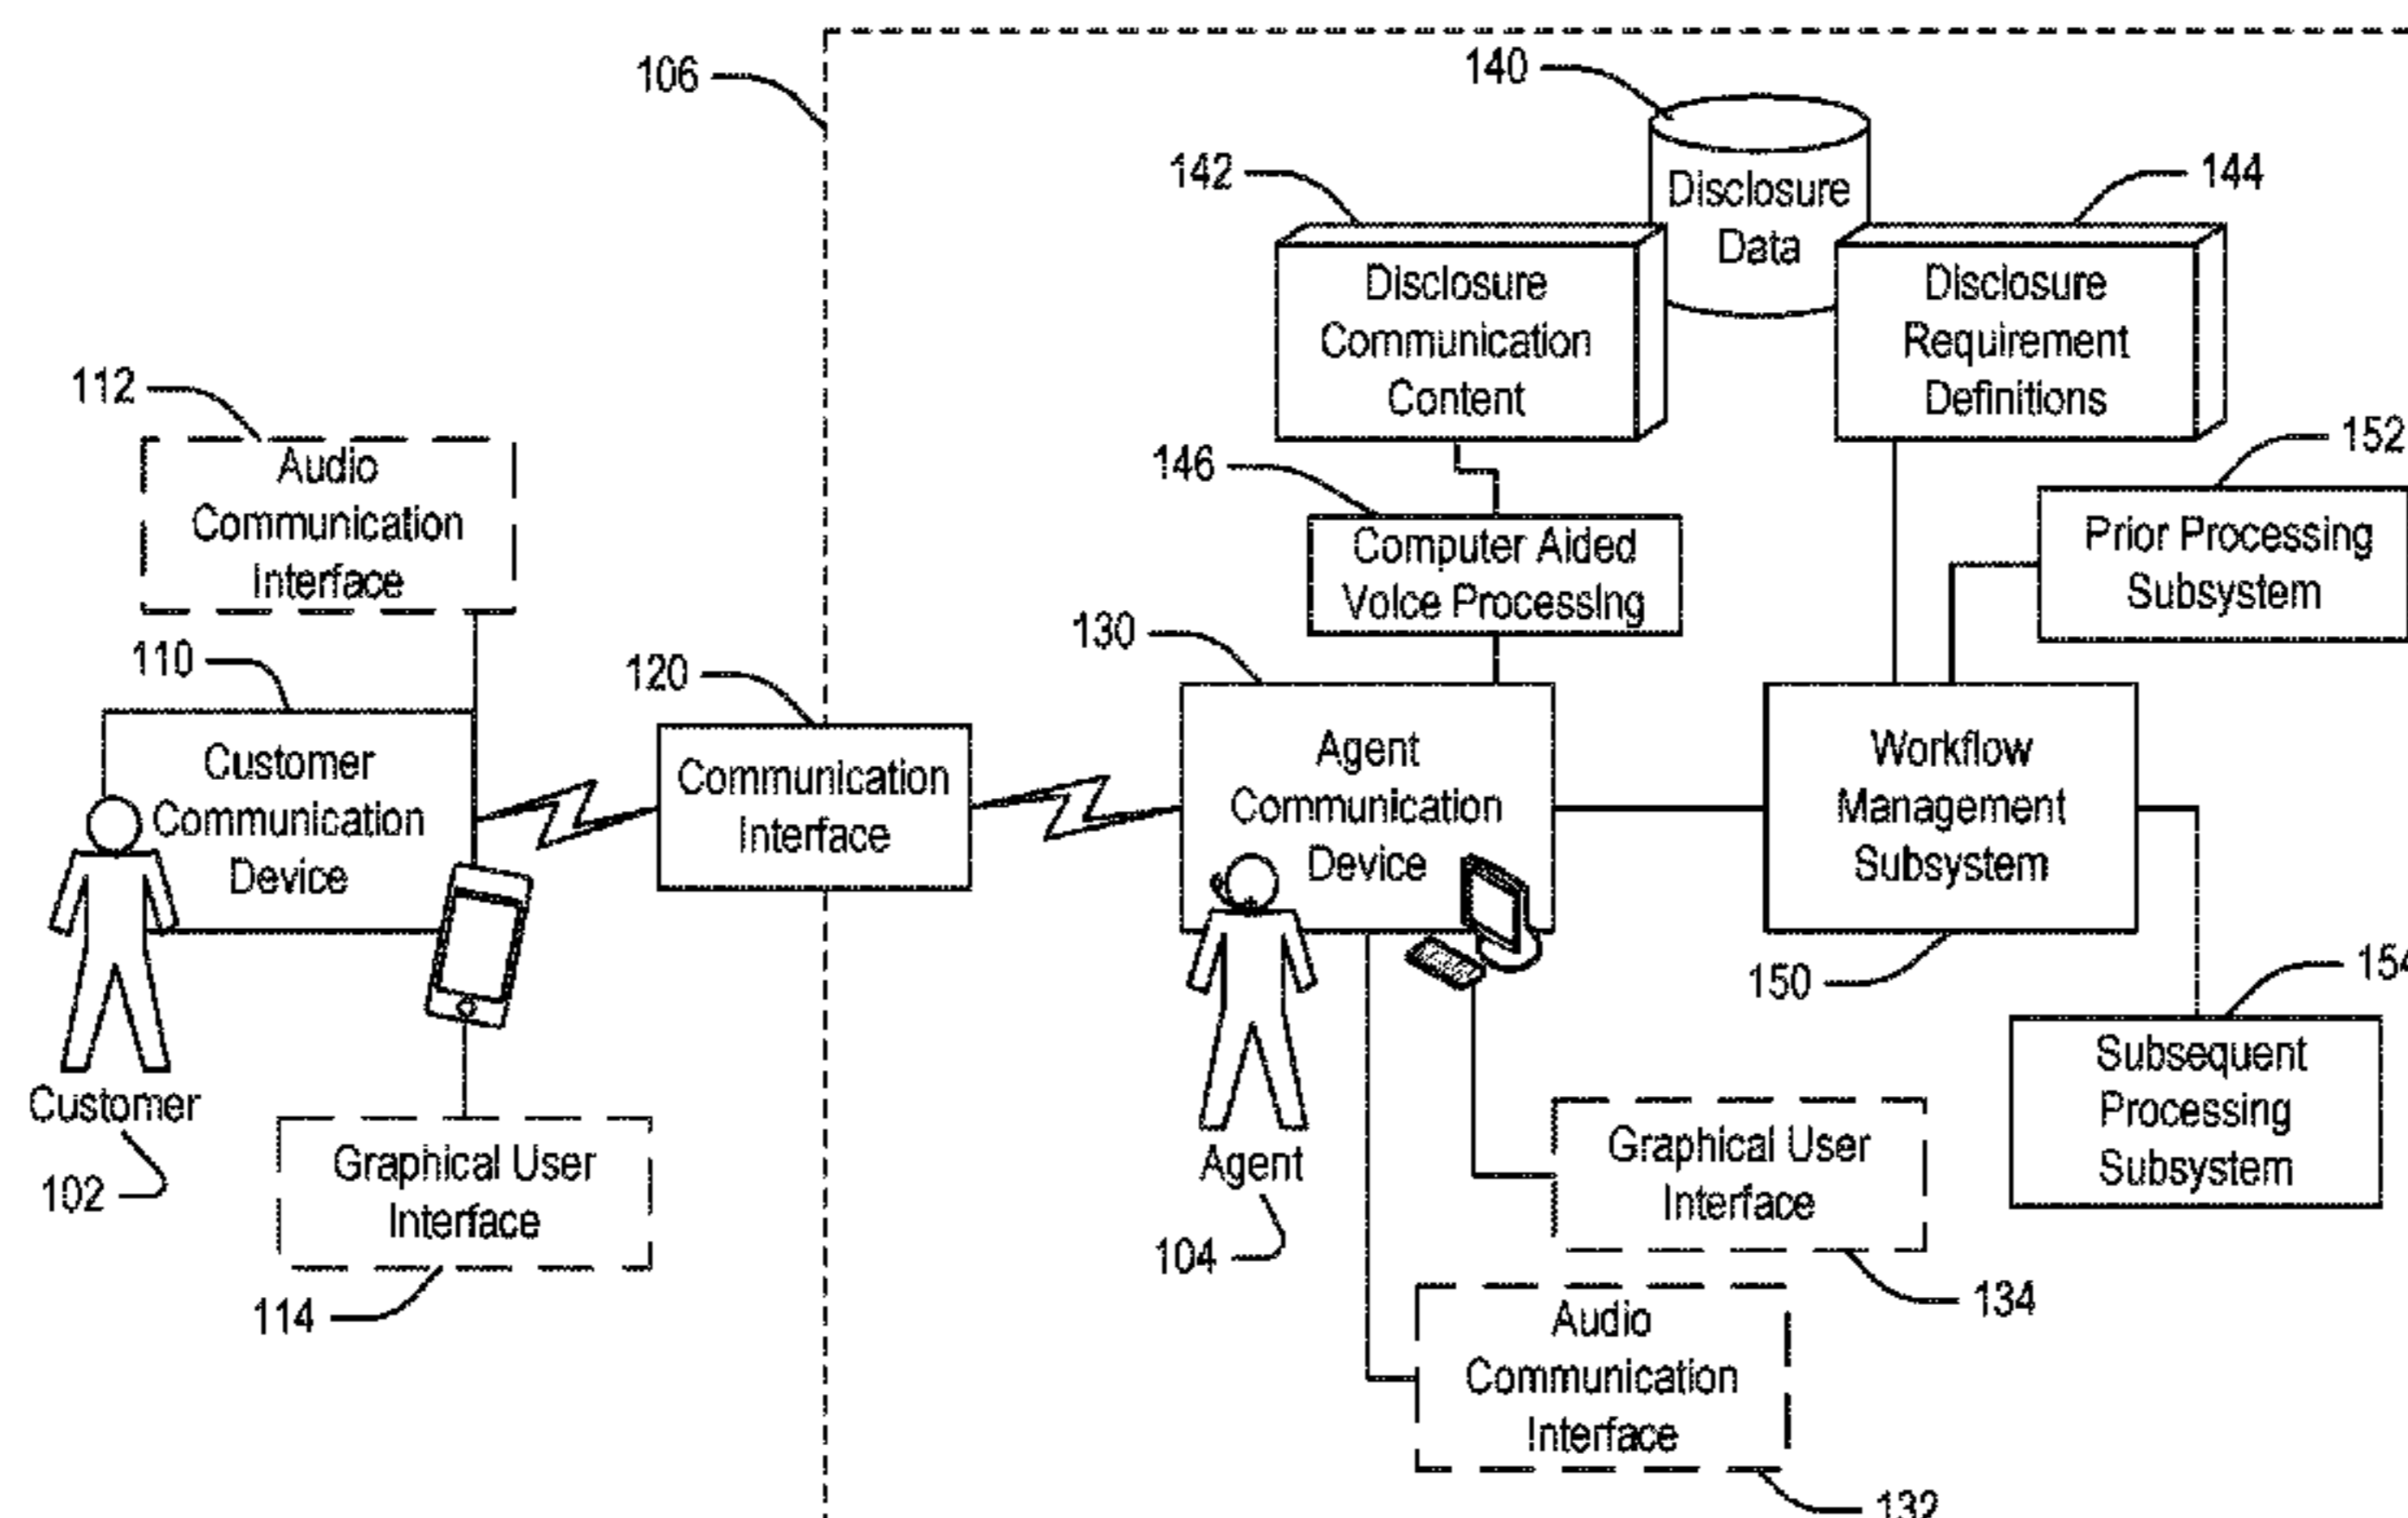 106
140
Disclosure
Data
142
144
Disclosure
Communication
Content
Disclosure
Requirement
Definitions
112
Audio
Communication
Interface
146
Computer Aided
Voice Processing
152
Prior Processing
Subsystem
110
Customer
Communication
Device
120
Communication
Interface
130
Agent
Communication
Device
Workflow
Management
Subsystem
150
154
Subsequent
Processing
Subsystem
Customer
102
Graphical User
Interface
114
Agent
104
Graphical User
Interface
134
Audio
Communication
Interface
132